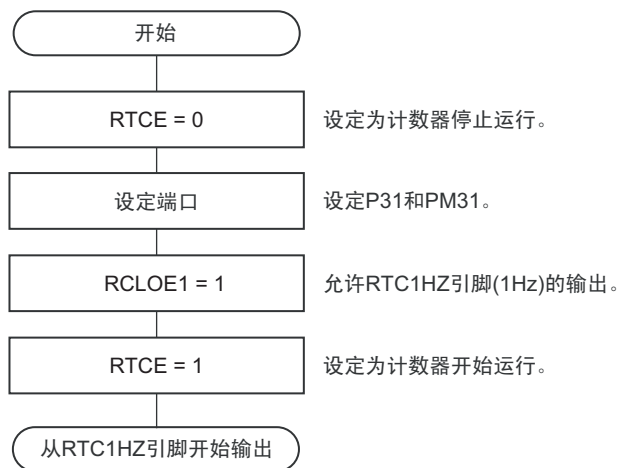 开始
RTCE = 0
设定为计数器停止运行。
设定端口
设定P31和PM31。
RCLOE1 = 1
允许RTC1HZ引脚(1Hz)的输出。
RTCE = 1
设定为计数器开始运行。
从RTC1HZ引脚开始输出